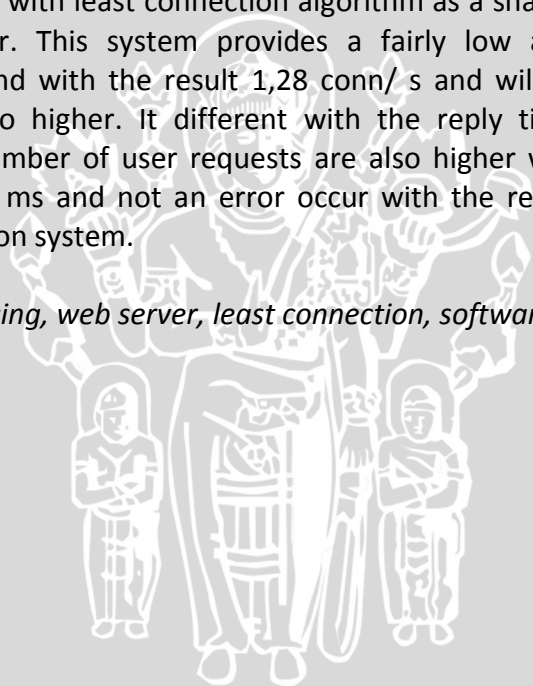 with least connection algorithm as a sha
r. This system provides a fairly low a
nd with the result 1,28 conn/ s and wil
o higher. It different with the reply ti
mber of user requests are also higher
ms and not an error occur with the re
on system.
ing, web server, least connection, softwar